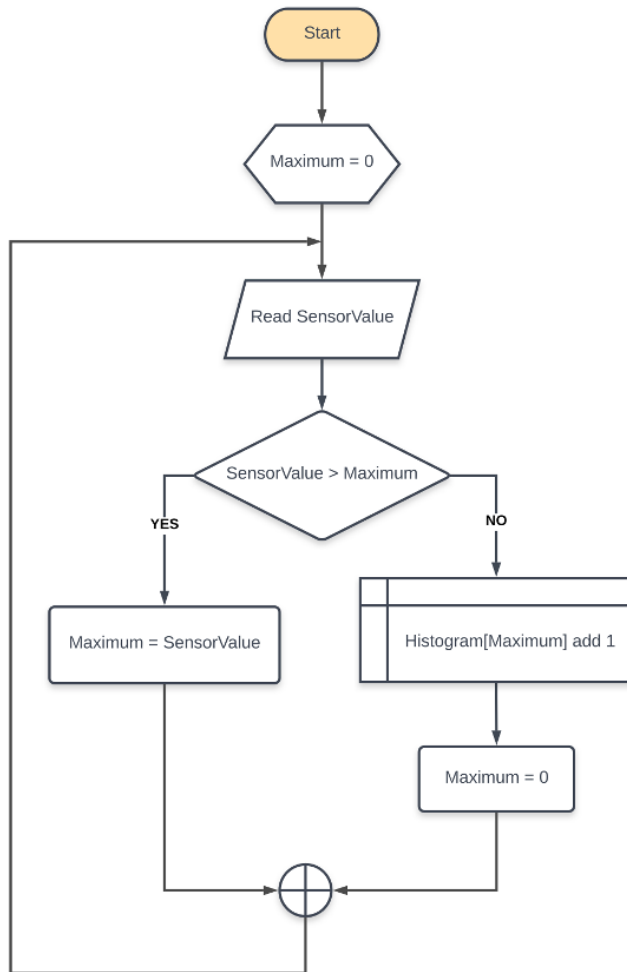 Start
Maximum = 0
Read SensorValue
SensorValue > Maximum
YES
NO
Maximum = SensorValue
Histogram[Maximum] add 1
Maximum = 0